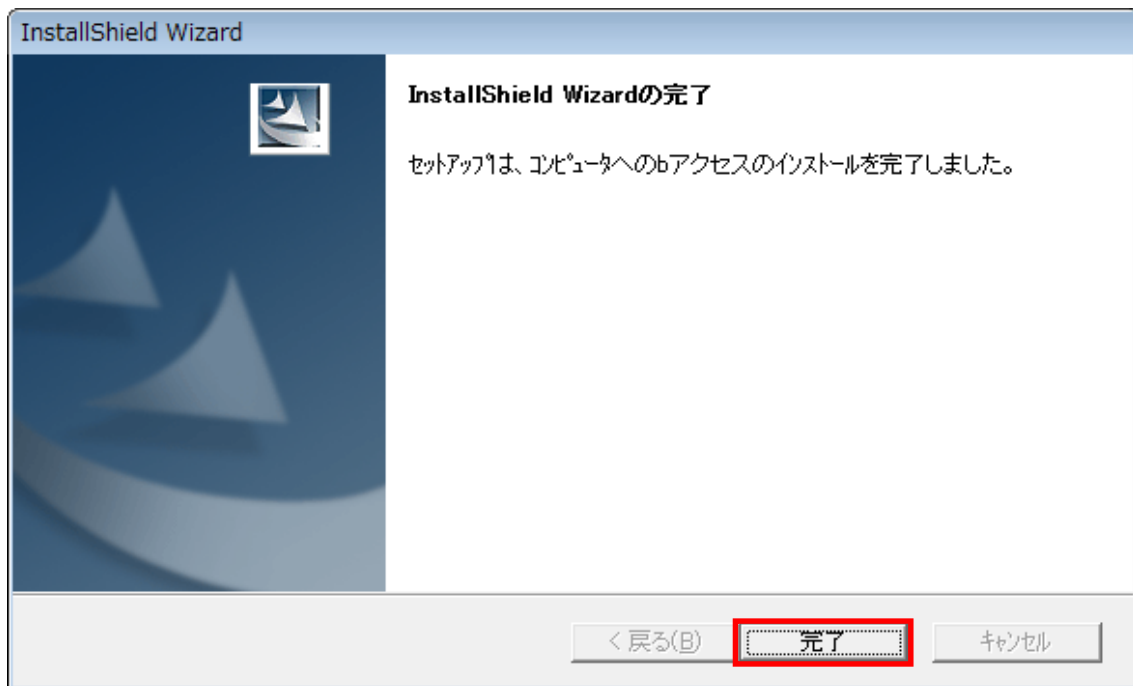 InstallShield Wizard
InstallShield Wizardの完了
ｾｯﾄｱｯﾌﾟは、ｺﾝﾋﾟｭｰﾀへのbアクセスのｲﾝｽﾄｰﾙを完了しました。
< 戻る(B) 完了 ｷｬﾝｾﾙ